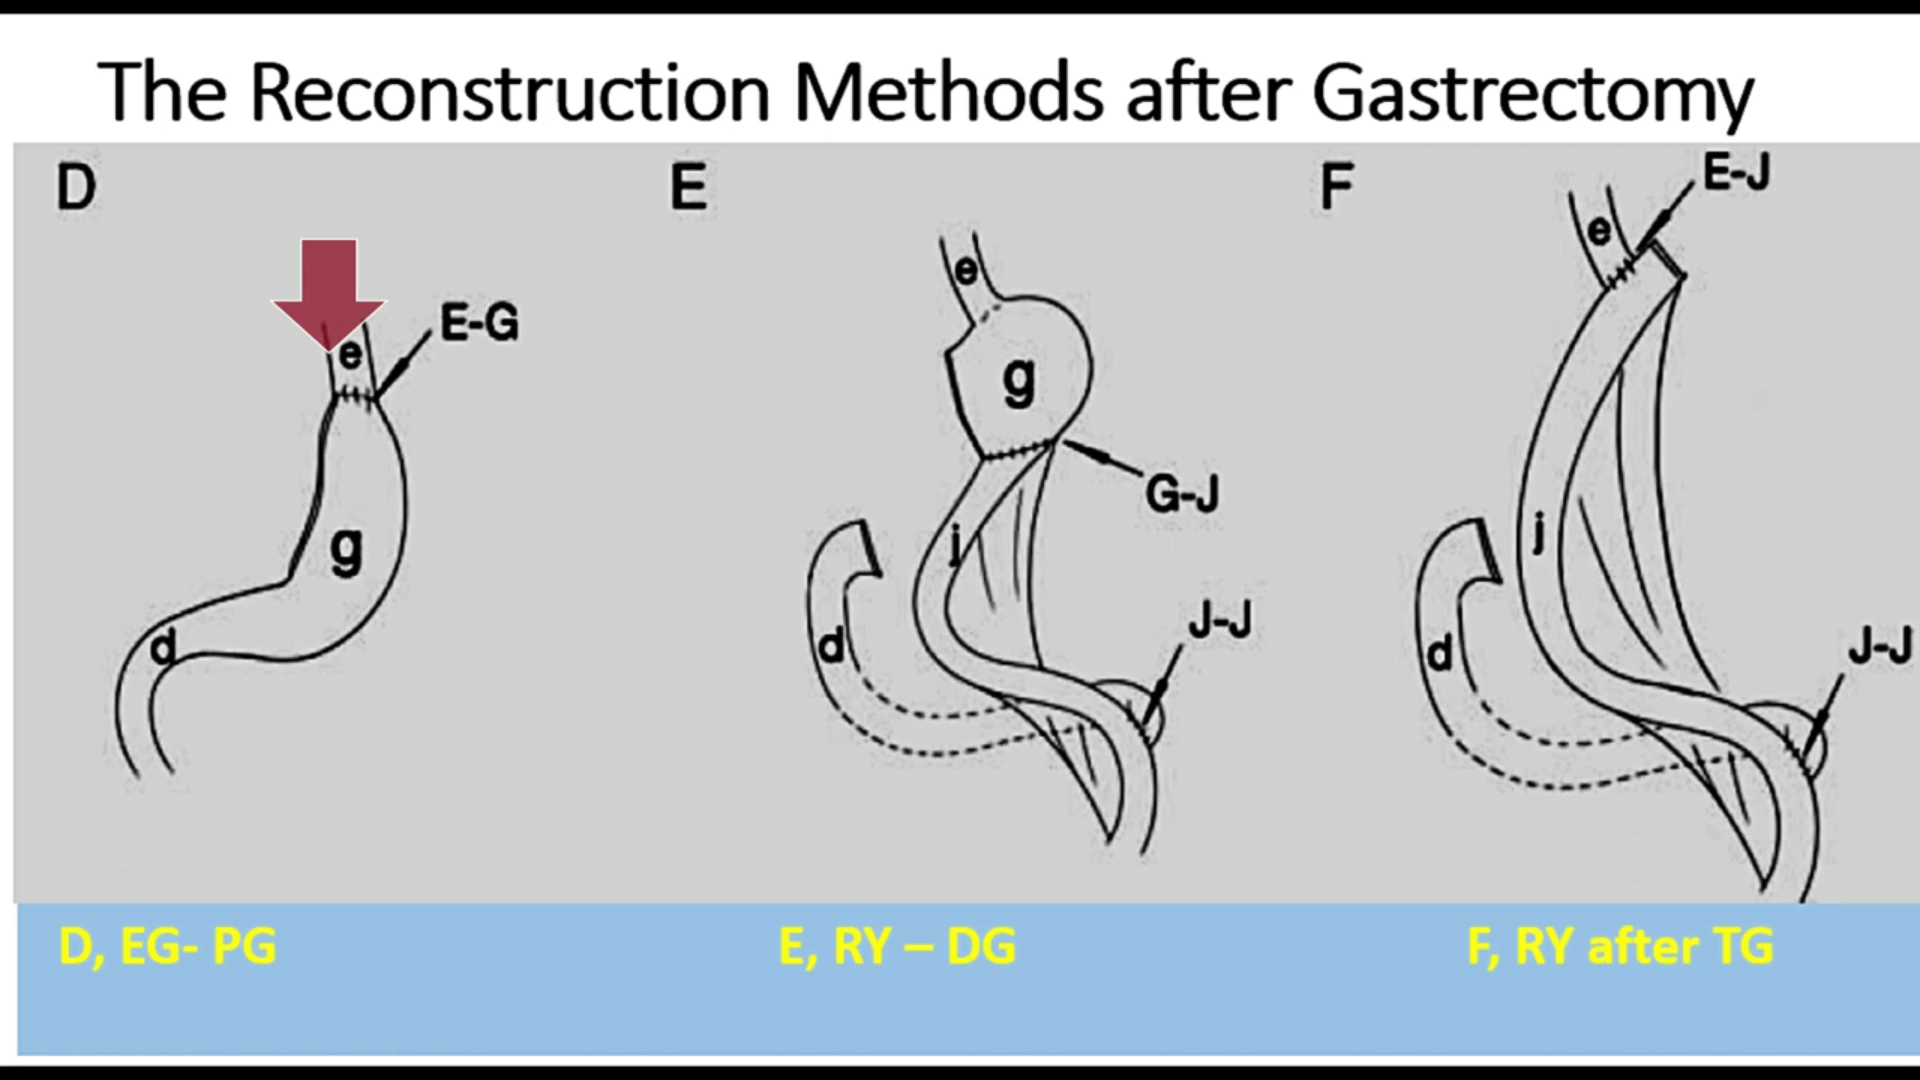 The Reconstruction Methods after Gastrectomy
D
E
F
E-J
e
e
e
E-G
g
G-J
j
j
g
d
d
d
J-J
J-J
D, EG- PG
E, RY – DG
F, RY after TG